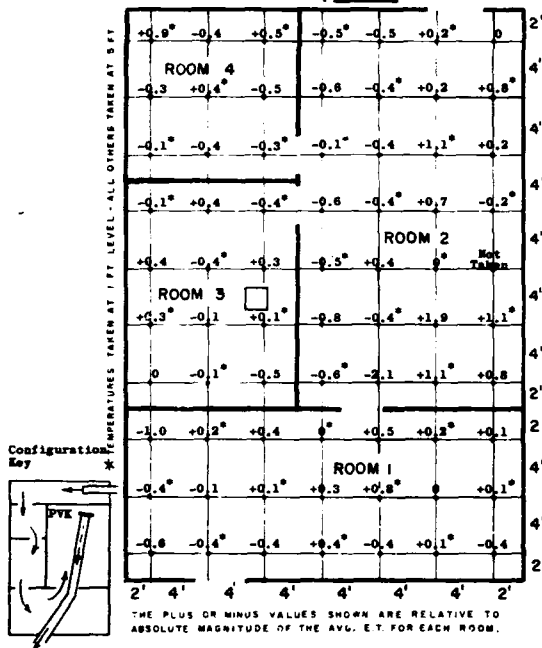 2'
+0.9* -0.4 +0.5* -0.5* -0.5 +0.2* 0
ROOM 4
4'
-0.3 +0.4* -0.5 -0.6 -0.4* +0.2 +0.8*
4'
-0.1* -0.4 -0.3* -0.1* -0.4 +1.1* +0.2
4'
-0.1* +0.4 -0.4* -0.6 -0.4* +0.7 -0.2*
ROOM 2
4'
+0.4 -0.4* +0.3 -0.5* +0.4 0* Not Taken
ROOM 3
4'
+0.3* -0.1 +0.1* -0.8 -0.4* +1.9 +1.1*
4'
0 -0.1* -0.5 -0.6* -2.1 +1.1* +0.8
2'
2'
-1.0 +0.2* +0.4 0* +0.5 +0.2* +0.1
ROOM 1
4'
-0.4* -0.1 +0.1* +0.3 +0.8* 0 +0.1*
4'
-0.6 -0.4* -0.4 -0.4* -0.4 +0.1* -0.4
2
2' 4' 4' 4' 4' 4' 2'
* TEMPERATURES TAKEN AT 1 FT LEVEL - ALL OTHERS TAKEN AT 5 FT
Configuration
Key
PVK
THE PLUS OR MINUS VALUES SHOWN ARE RELATIVE TO
ABSOLUTE MAGNITUDE OF THE AVG. E.T. FOR EACH ROOM.